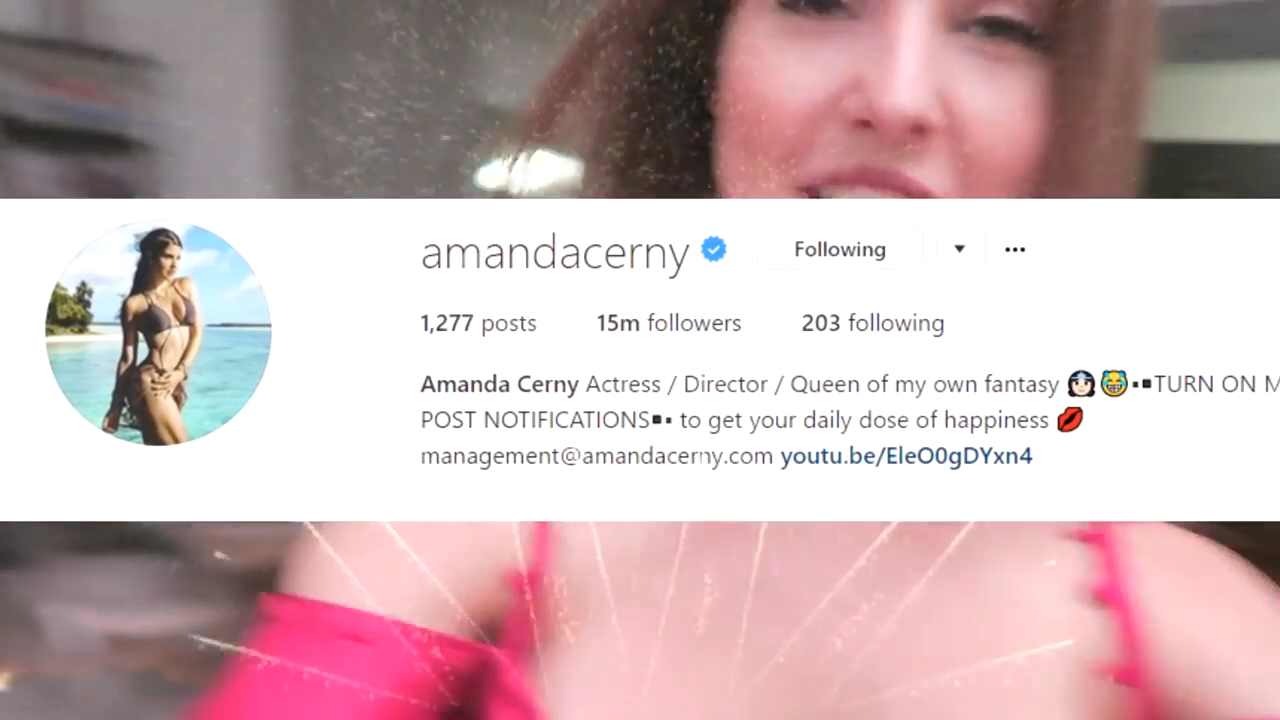 amandacerny Following
1,277 posts 15m followers 203 following
Amanda Cerny Actress / Director / Queen of my own fantasy 👸🏻😹▪◾TURN ON M
POST NOTIFICATIONS◾▪ to get your daily dose of happiness 💋
management@amandacerny.com youtu.be/EleO0gDYxn4